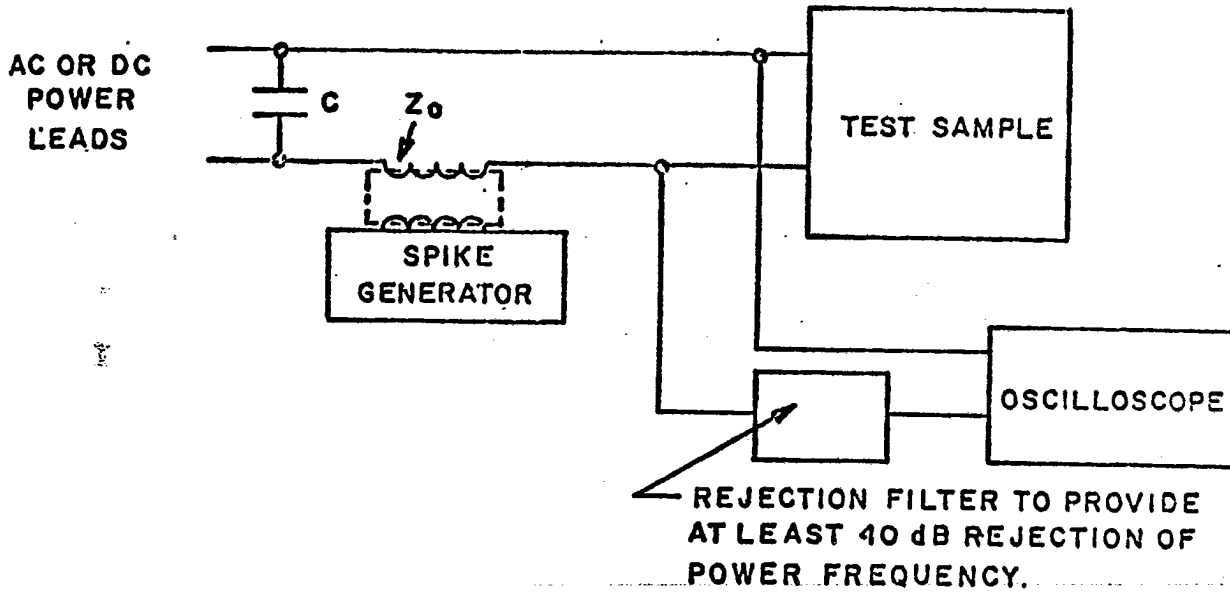 AC OR DC
POWER
LEADS
C
Zo
TEST SAMPLE
SPIKE
GENERATOR
OSCILLOSCOPE
REJECTION FILTER TO PROVIDE
AT LEAST 40 dB REJECTION OF
POWER FREQUENCY.